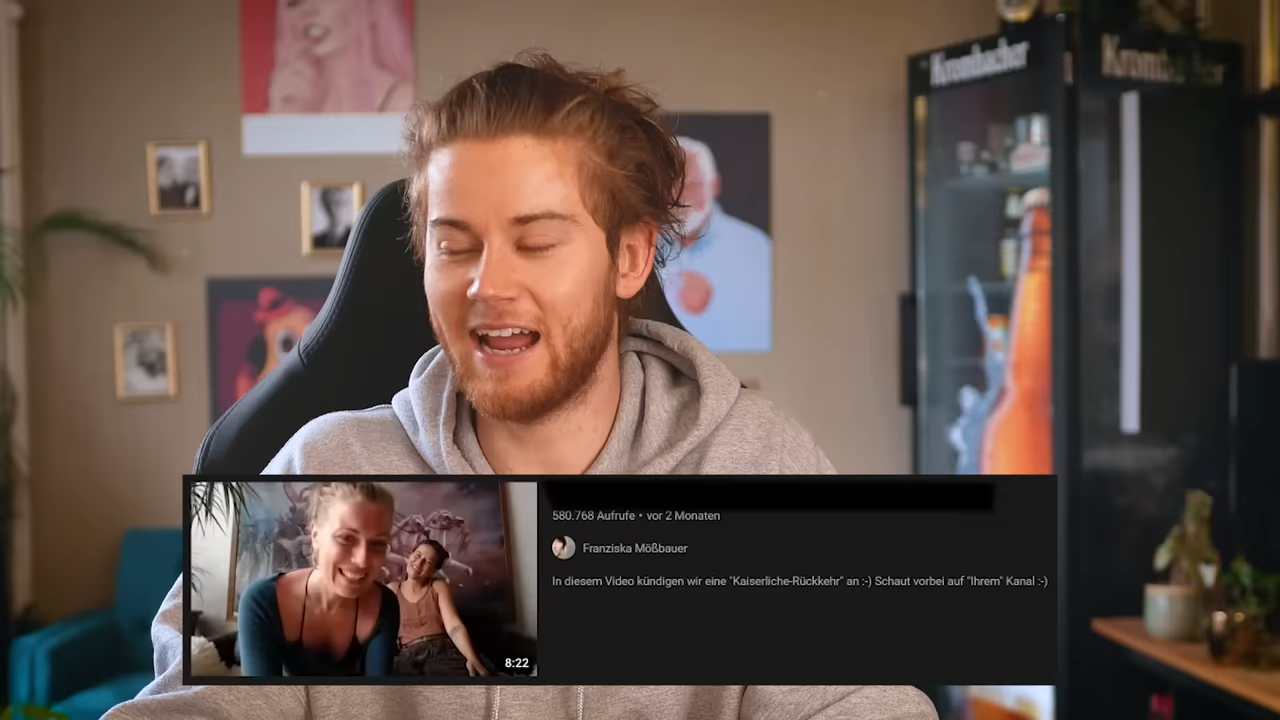 Krombacher
Krombacher
580.768 Aufrufe • vor 2 Monaten
Franziska Mößbauer
In diesem Video kündigen wir eine "Kaiserliche-Rückkehr" an :-) Schaut vorbei auf "Ihrem" Kanal :-)
8:22